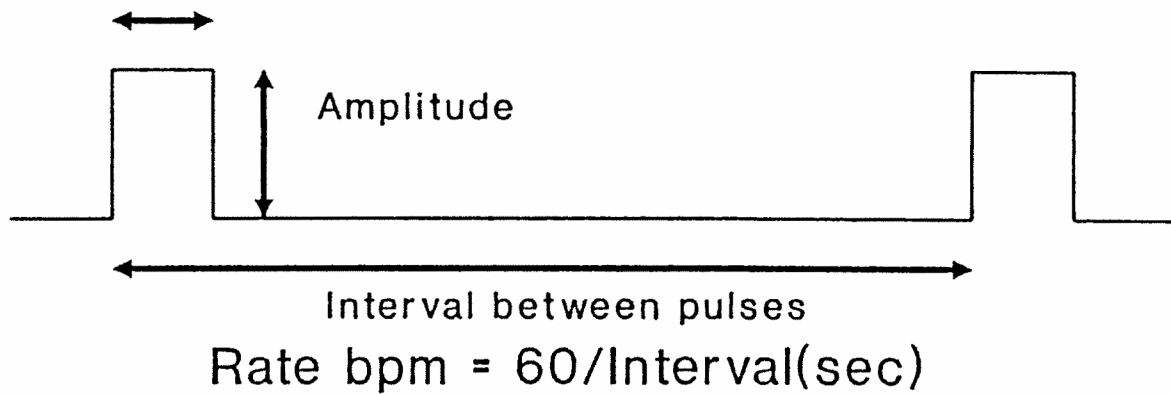 Amplitude
Interval between pulses
Rate bpm = 60/Interval(sec)